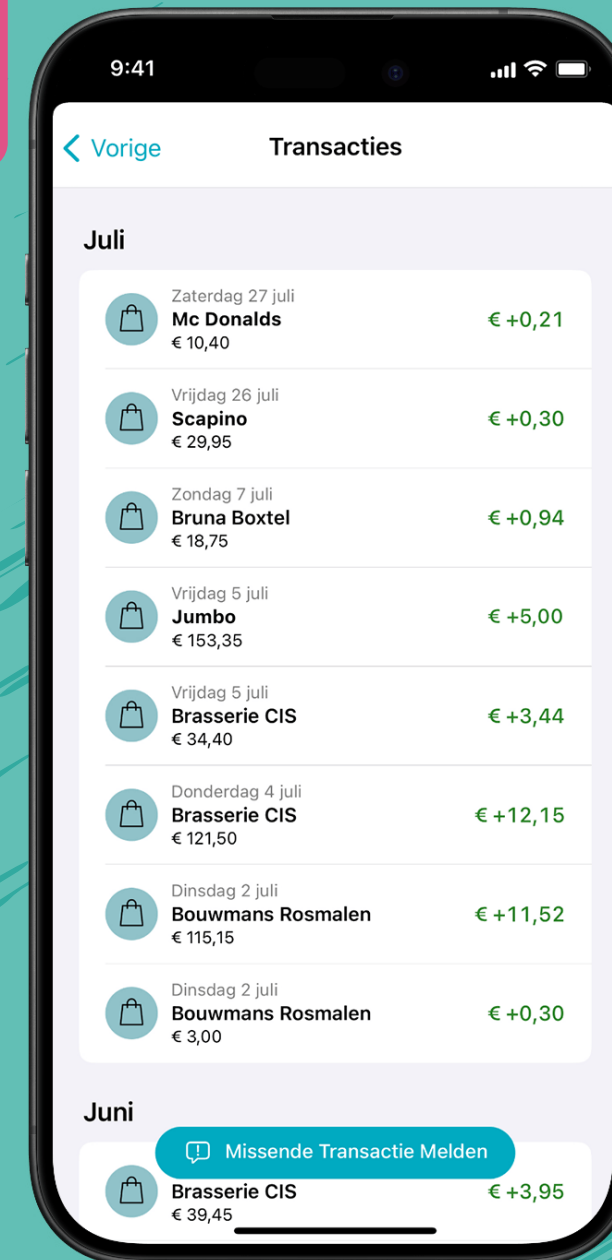 9:41
Vorige
Transacties
Juli
Zaterdag 27 juli
Mc Donalds
€ 10,40
€ +0,21
Vrijdag 26 juli
Scapino
€ 29,95
€ +0,30
Zondag 7 juli
Bruna Boxtel
€ 18,75
€ +0,94
Vrijdag 5 juli
Jumbo
€ 153,35
€ +5,00
Vrijdag 5 juli
Brasserie CIS
€ 34,40
€ +3,44
Donderdag 4 juli
Brasserie CIS
€ 121,50
€ +12,15
Dinsdag 2 juli
Bouwmans Rosmalen
€ 115,15
€ +11,52
Dinsdag 2 juli
Bouwmans Rosmalen
€ 3,00
€ +0,30
Juni
Missende Transactie Melden
Brasserie CIS
€ 39,45
€ +3,95